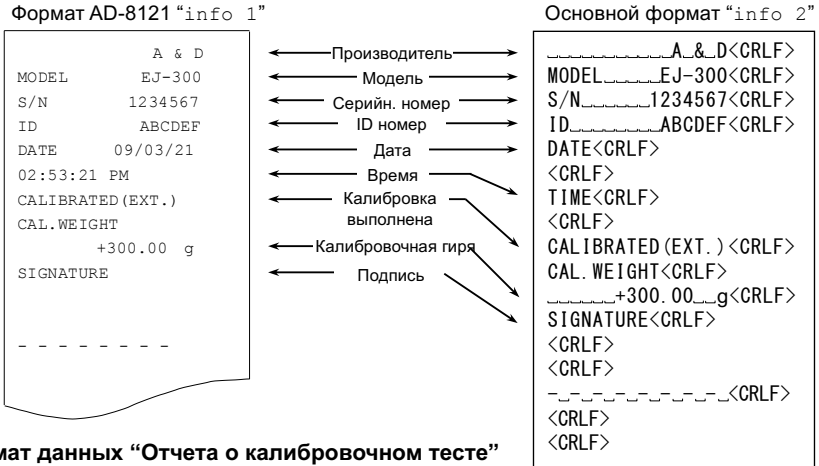 Формат AD-8121 “info 1”
A & D
MODEL EJ-300
S/N 1234567
ID ABCDEF
DATE 09/03/21
02:53:21 PM
CALIBRATED(EXT.)
CAL.WEIGHT
+300.00 g
SIGNATURE
- - - - - - - -
Производитель
Модель
Серийн. номер
ID номер
Дата
Время
Калибровка
выполнена
Калибровочная гиря
Подпись
Основной формат “info 2”
␣␣␣␣␣␣␣␣␣␣␣A␣&␣D<CRLF>
MODEL␣␣␣␣␣EJ-300<CRLF>
S/N␣␣␣␣␣␣1234567<CRLF>
ID␣␣␣␣␣␣␣␣ABCDEF<CRLF>
DATE<CRLF>
<CRLF>
TIME<CRLF>
<CRLF>
CALIBRATED(EXT.)<CRLF>
CAL.WEIGHT<CRLF>
␣␣␣␣␣␣+300.00␣␣g<CRLF>
SIGNATURE<CRLF>
<CRLF>
<CRLF>
-␣-␣-␣-␣-␣-␣-␣-␣<CRLF>
<CRLF>
<CRLF>
мат данных “Отчета о калибровочном тесте”